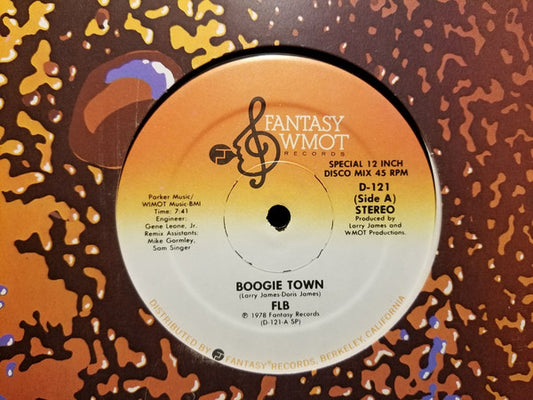 FANTASY
WMOT
RECORDS
SPECIAL 12 INCH
DISCO MIX 45 RPM
D-121
(Side A)
STEREO
Produced by
Larry James and
WMOT Productions.
Parker Music/
WIMOT Music-BMI
Time: 7:41
Engineer:
Gene Leone, Jr.
Remix Assistants:
Mike Gormley,
Sam Singer
BOOGIE TOWN
(Larry James-Doris James)
FLB
℗ 1978 Fantasy Records
(D-121-A SP)
DISTRIBUTED BY FANTASY® RECORDS, BERKELEY, CALIFORNIA